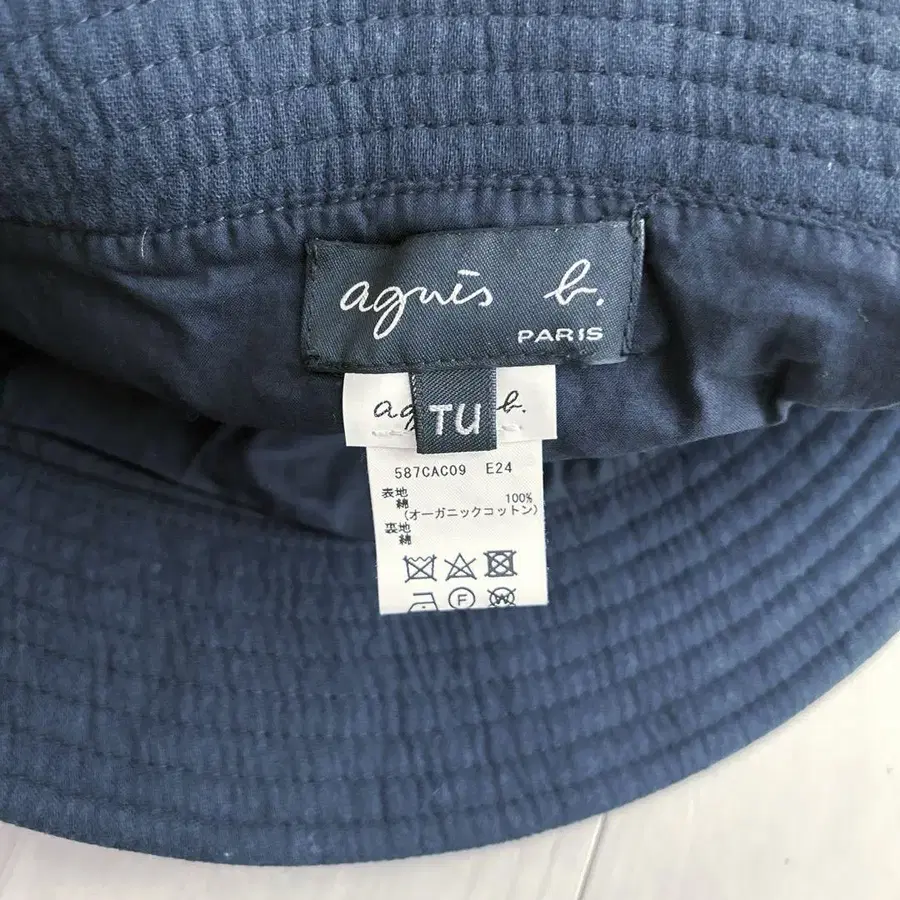 agnès b.
PARIS
TU
b.
587CAC09 E24
表地
綿 100%
(オーガニックコットン)
裏地
綿
F
W